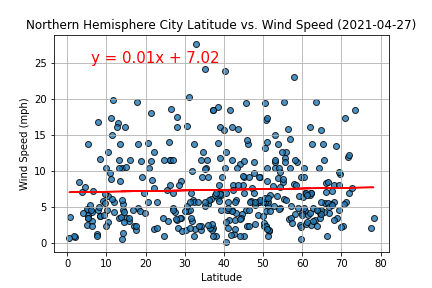 Northern Hemisphere City Latitude vs. Wind Speed (2021-04-27)
y = 0.01x + 7.02
25
20
15
10
5
0
Wind Speed (mph)
0 10 20 30 40 50 60 70 80
Latitude